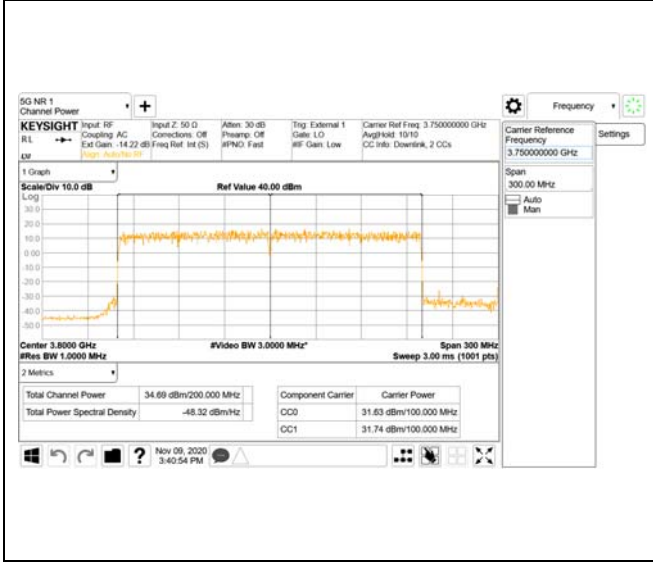 5G NR 1
Channel Power
Frequency
KEYSIGHT
Input: RF
Input Z: 50 Ω
Atten: 30 dB
Trig: External 1
Carrier Ref Freq: 3.750000000 GHz
RL
Coupling: AC
Corrections: Off
Preamp: Off
Gate: LO
Avg|Hold: 10/10
Ext Gain: -14.22 dB
Freq Ref: Int (S)
#PNO: Fast
#IF Gain: Low
CC Info: Downlink, 2 CCs
Align: Auto/No RF
Carrier Reference
Frequency
3.750000000 GHz
Settings
Span
300.00 MHz
Auto
Man
1 Graph
Scale/Div 10.0 dB
Ref Value 40.00 dBm
Log
30.0
20.0
10.0
0.00
-10.0
-20.0
-30.0
-40.0
-50.0
Center 3.8000 GHz
#Video BW 3.0000 MHz*
Span 300 MHz
#Res BW 1.0000 MHz
Sweep 3.00 ms (1001 pts)
2 Metrics
Total Channel Power
34.69 dBm/200.000 MHz
Total Power Spectral Density
-48.32 dBm/Hz
Component Carrier
Carrier Power
CC0
31.63 dBm/100.000 MHz
CC1
31.74 dBm/100.000 MHz
?
Nov 09, 2020
3:40:54 PM